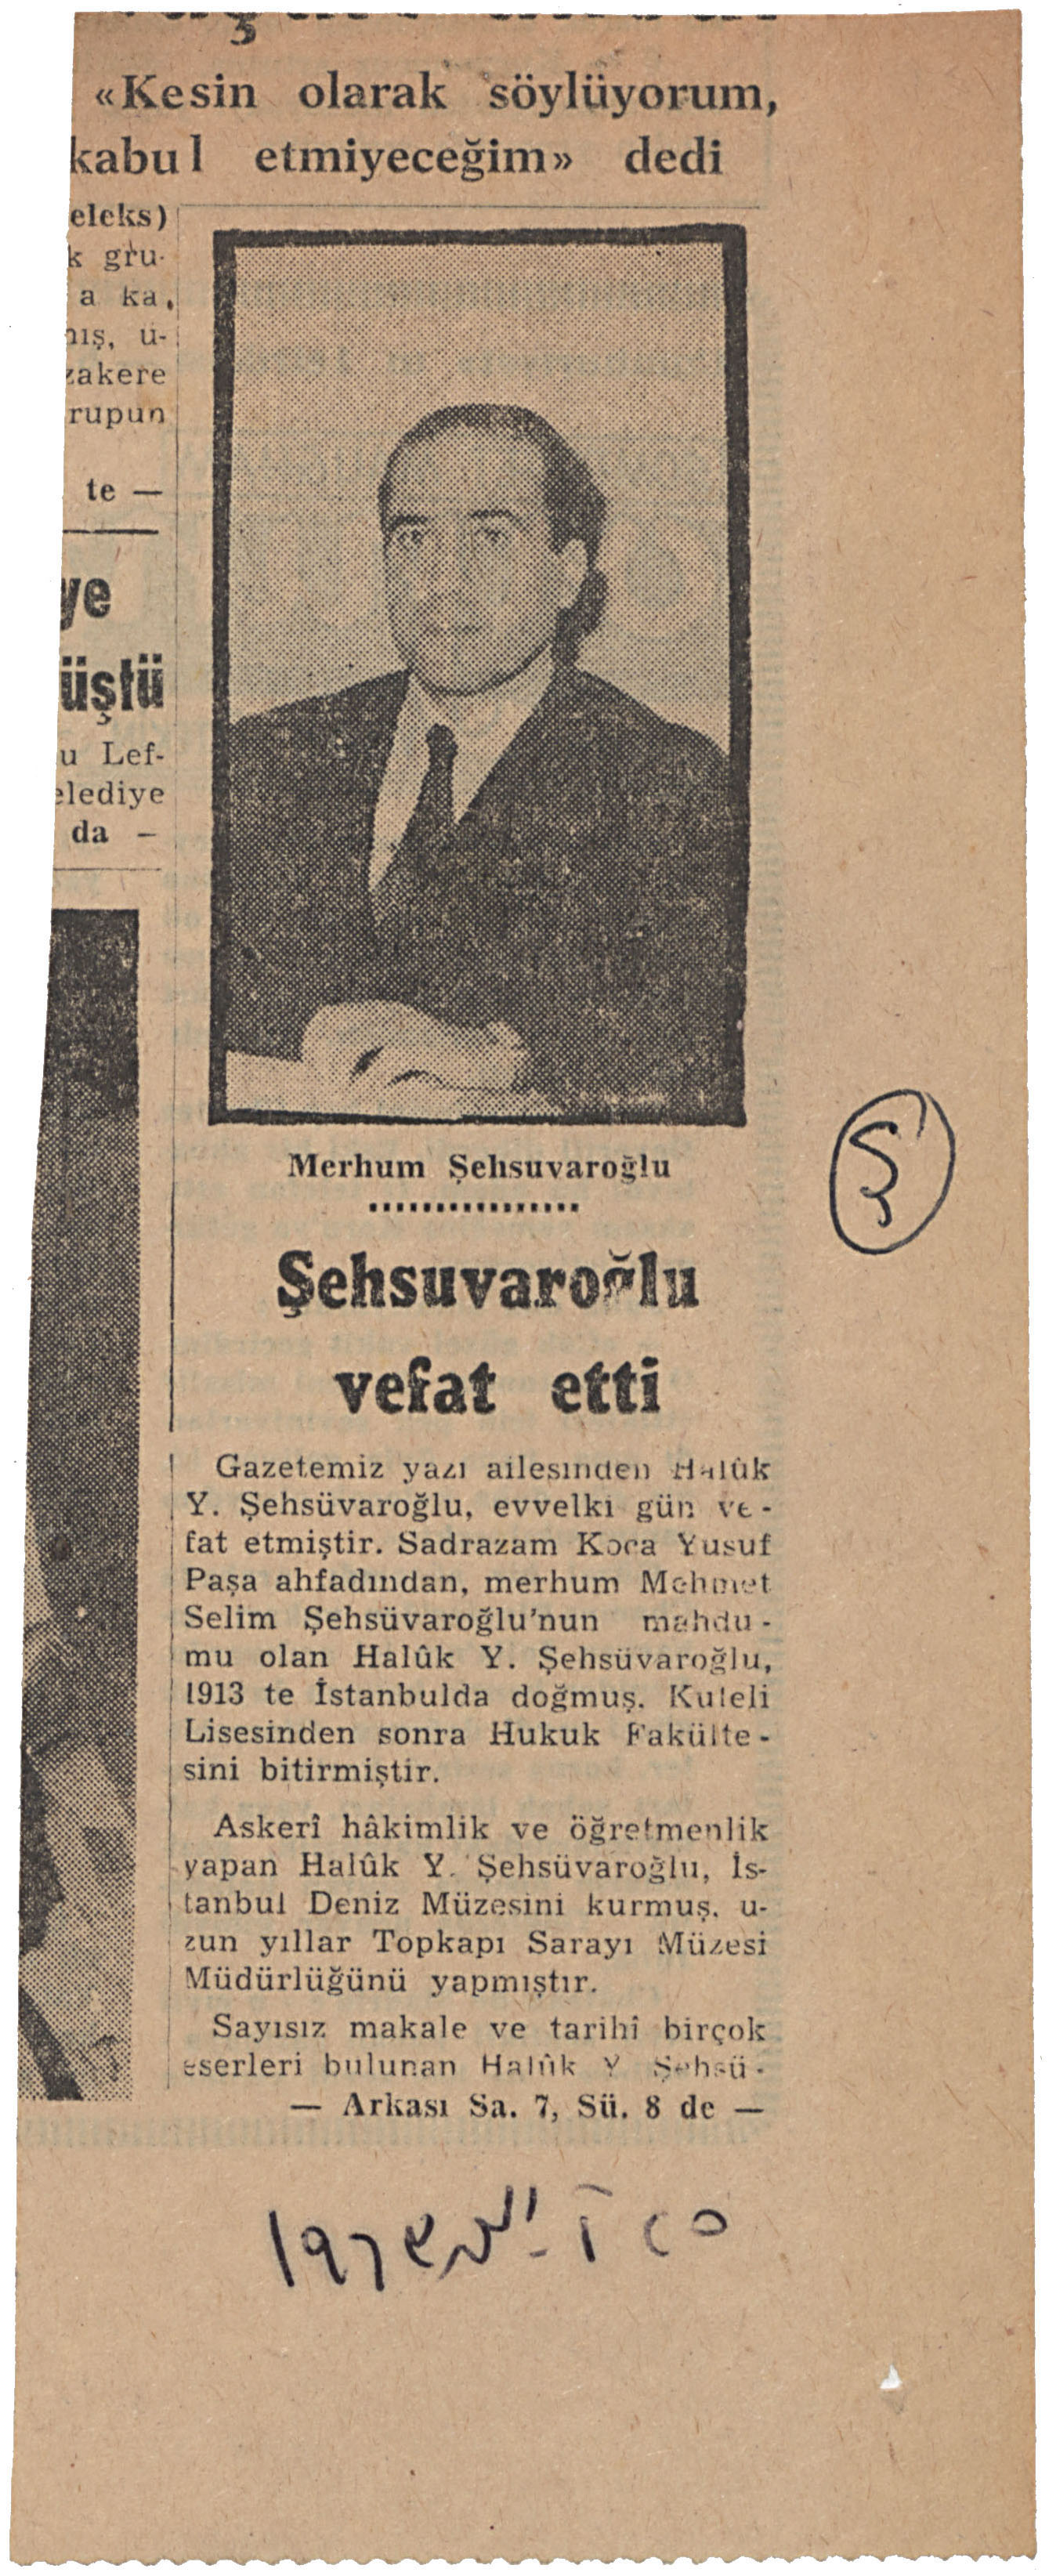 «Kesin olarak söylüyorum,
kabul etmiyeceğim» dedi
eleks)
k gru-
a ka,
mış, ü-
zakere
rupun
te —
ye
üştü
u Lef-
elediye
da —
Merhum Şehsuvaroğlu
Şehsuvaroğlu
vefat etti
Gazetemiz yazı ailesinden Halûk
Y. Şehsüvaroğlu, evvelki gün ve -
fat etmiştir. Sadrazam Koca Yusuf
Paşa ahfadından, merhum Mehmet
Selim Şehsüvaroğlu'nun mahdu -
mu olan Halûk Y. Şehsüvaroğlu,
1913 te İstanbulda doğmuş. Kuleli
Lisesinden sonra Hukuk Fakülte -
sini bitirmiştir.
Askerî hâkimlik ve öğretmenlik
yapan Halûk Y. Şehsüvaroğlu, İs-
tanbul Deniz Müzesini kurmuş. u-
zun yıllar Topkapı Sarayı Müzesi
Müdürlüğünü yapmıştır.
Sayısız makale ve tarihî birçok
eserleri bulunan Halûk Y Şehsü -
— Arkası Sa. 7, Sü. 8 de —
Ş